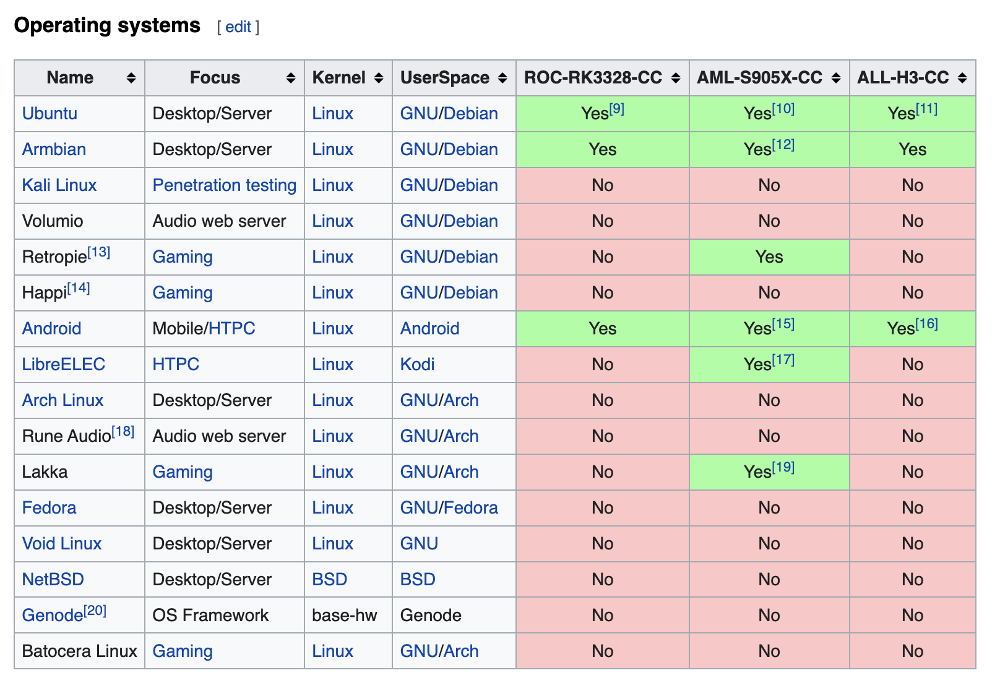 Operating systems [ edit ]
Name Focus Kernel UserSpace ROC-RK3328-CC AML-S905X-CC ALL-H3-CC
Ubuntu Desktop/Server Linux GNU/Debian Yes[9] Yes[10] Yes[11]
Armbian Desktop/Server Linux GNU/Debian Yes Yes[12] Yes
Kali Linux Penetration testing Linux GNU/Debian No No No
Volumio Audio web server Linux GNU/Debian No No No
Retropie[13] Gaming Linux GNU/Debian No Yes No
Happi[14] Gaming Linux GNU/Debian No No No
Android Mobile/HTPC Linux Android Yes Yes[15] Yes[16]
LibreELEC HTPC Linux Kodi No Yes[17] No
Arch Linux Desktop/Server Linux GNU/Arch No No No
Rune Audio[18] Audio web server Linux GNU/Arch No No No
Lakka Gaming Linux GNU/Arch No Yes[19] No
Fedora Desktop/Server Linux GNU/Fedora No No No
Void Linux Desktop/Server Linux GNU No No No
NetBSD Desktop/Server BSD BSD No No No
Genode[20] OS Framework base-hw Genode No No No
Batocera Linux Gaming Linux GNU/Arch No No No